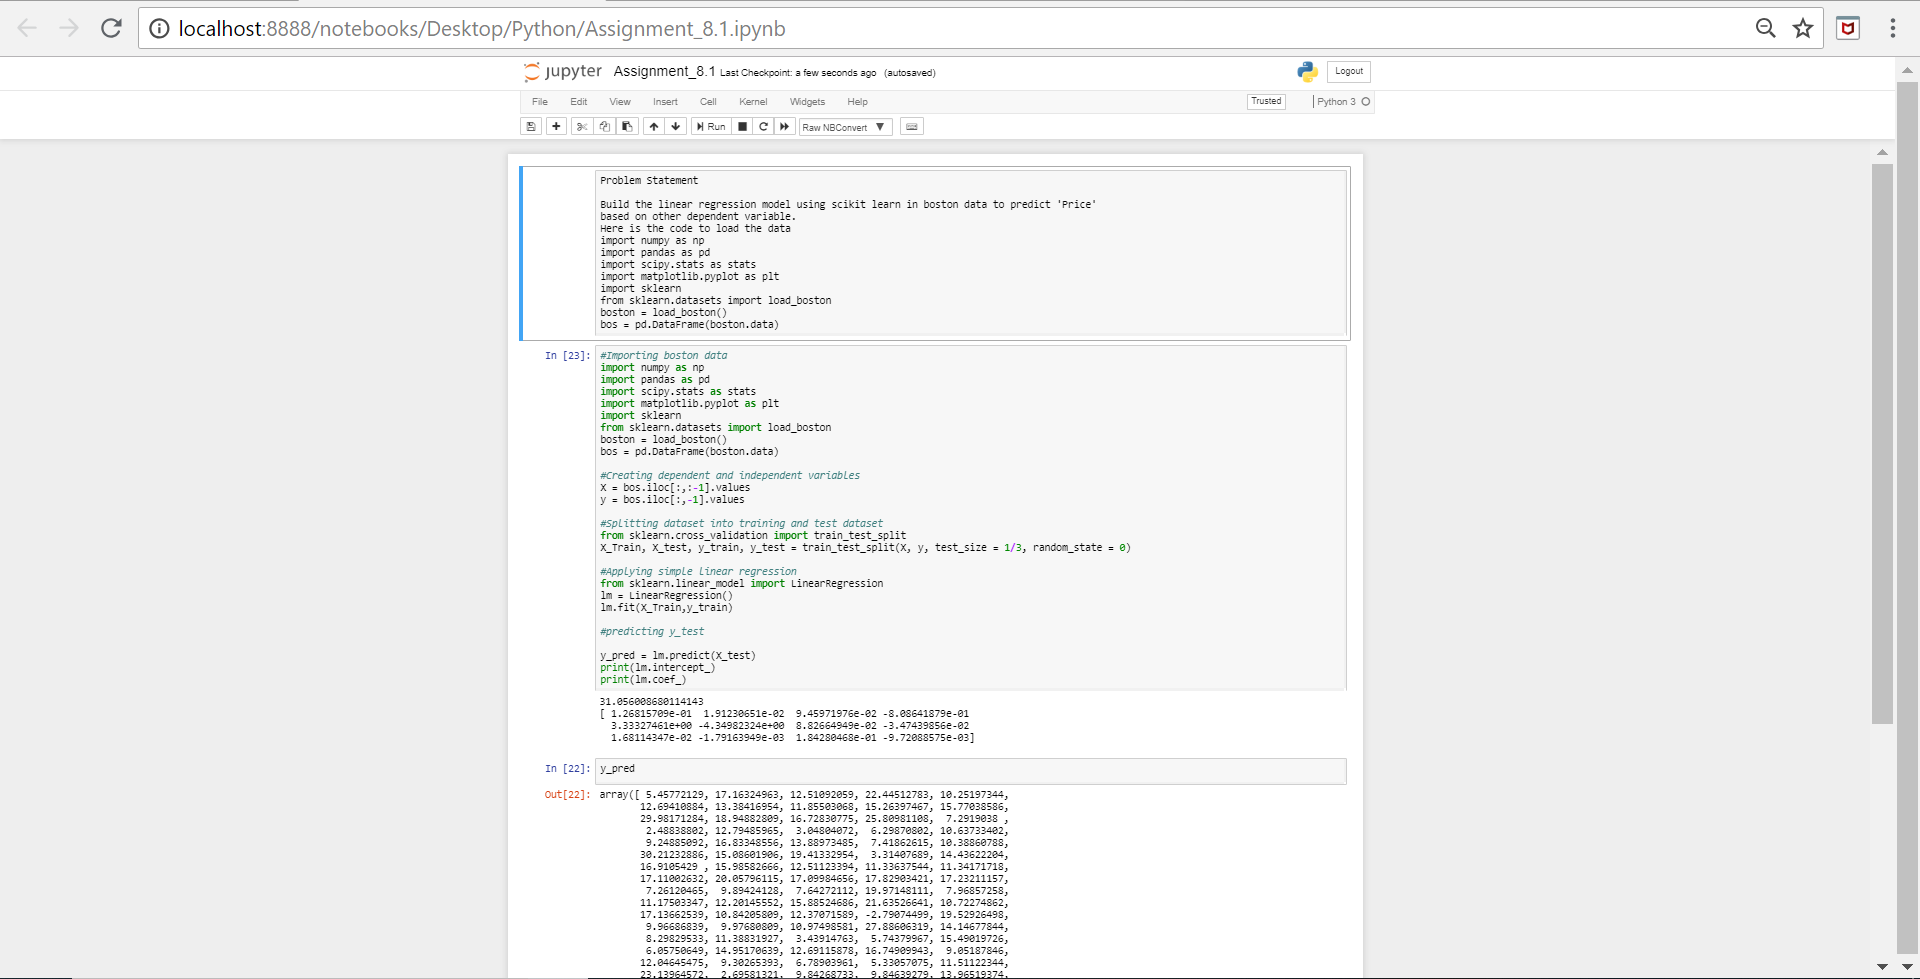 localhost:8888/notebooks/Desktop/Python/Assignment_8.1.ipynb
jupyter Assignment_8.1 Last Checkpoint: a few seconds ago (autosaved)
Logout
File Edit View Insert Cell Kernel Widgets Help
Trusted
Python 3
Run
Raw NBConvert
Problem Statement
Build the linear regression model using scikit learn in boston data to predict 'Price'
based on other dependent variable.
Here is the code to load the data
import numpy as np
import pandas as pd
import scipy.stats as stats
import matplotlib.pyplot as plt
import sklearn
from sklearn.datasets import load_boston
boston = load_boston()
bos = pd.DataFrame(boston.data)
In [23]:
#Importing boston data
import numpy as np
import pandas as pd
import scipy.stats as stats
import matplotlib.pyplot as plt
import sklearn
from sklearn.datasets import load_boston
boston = load_boston()
bos = pd.DataFrame(boston.data)
#Creating dependent and independent variables
X = bos.iloc[:,:-1].values
y = bos.iloc[:,-1].values
#Splitting dataset into training and test dataset
from sklearn.cross_validation import train_test_split
X_Train, X_test, y_train, y_test = train_test_split(X, y, test_size = 1/3, random_state = 0)
#Applying simple linear regression
from sklearn.linear_model import LinearRegression
lm = LinearRegression()
lm.fit(X_Train,y_train)
#predicting y_test
y_pred = lm.predict(X_test)
print(lm.intercept_)
print(lm.coef_)
31.056008680114143
[ 1.26815709e-01 1.91230651e-02 9.45971976e-02 -8.08641879e-01
3.33327461e+00 -4.34982324e+00 8.82664949e-02 -3.47439856e-02
1.68114347e-02 -1.79163949e-03 1.84280468e-01 -9.72088575e-03]
In [22]:
y_pred
Out[22]:
array([ 5.45772129, 17.16324963, 12.51092059, 22.44512783, 10.25197344,
12.69410884, 13.38416954, 11.85503068, 15.26397467, 15.77038586,
29.98171284, 18.94882809, 16.72830775, 25.80981108, 7.2919038 ,
2.48838802, 12.79485965, 3.04804072, 6.29870802, 10.63733402,
9.24885092, 16.83348556, 13.88973485, 7.41862615, 10.38860788,
30.21232886, 15.08601906, 19.41332954, 3.31407689, 14.43622204,
16.9105429 , 15.98582666, 12.51123394, 11.33637544, 11.34171718,
17.11002632, 20.05796115, 17.09984656, 17.82903421, 17.23211157,
7.26120465, 9.89424128, 7.64272112, 19.97148111, 7.96857258,
11.17503347, 12.20145552, 15.88524686, 21.63526641, 10.72274862,
17.13662539, 10.84205809, 12.37071589, -2.79074499, 19.52926498,
9.96686839, 9.97680809, 10.97498581, 27.88606319, 14.14677844,
8.29829533, 11.38831927, 3.43914763, 5.74379967, 15.49019726,
6.05750649, 14.95170639, 12.69115878, 16.74909943, 9.05187846,
12.04645475, 9.30265393, 6.78903961, 5.33057075, 11.51122344,
23.13964572, 2.69581321, 9.84268733, 9.84639279, 13.96519374,